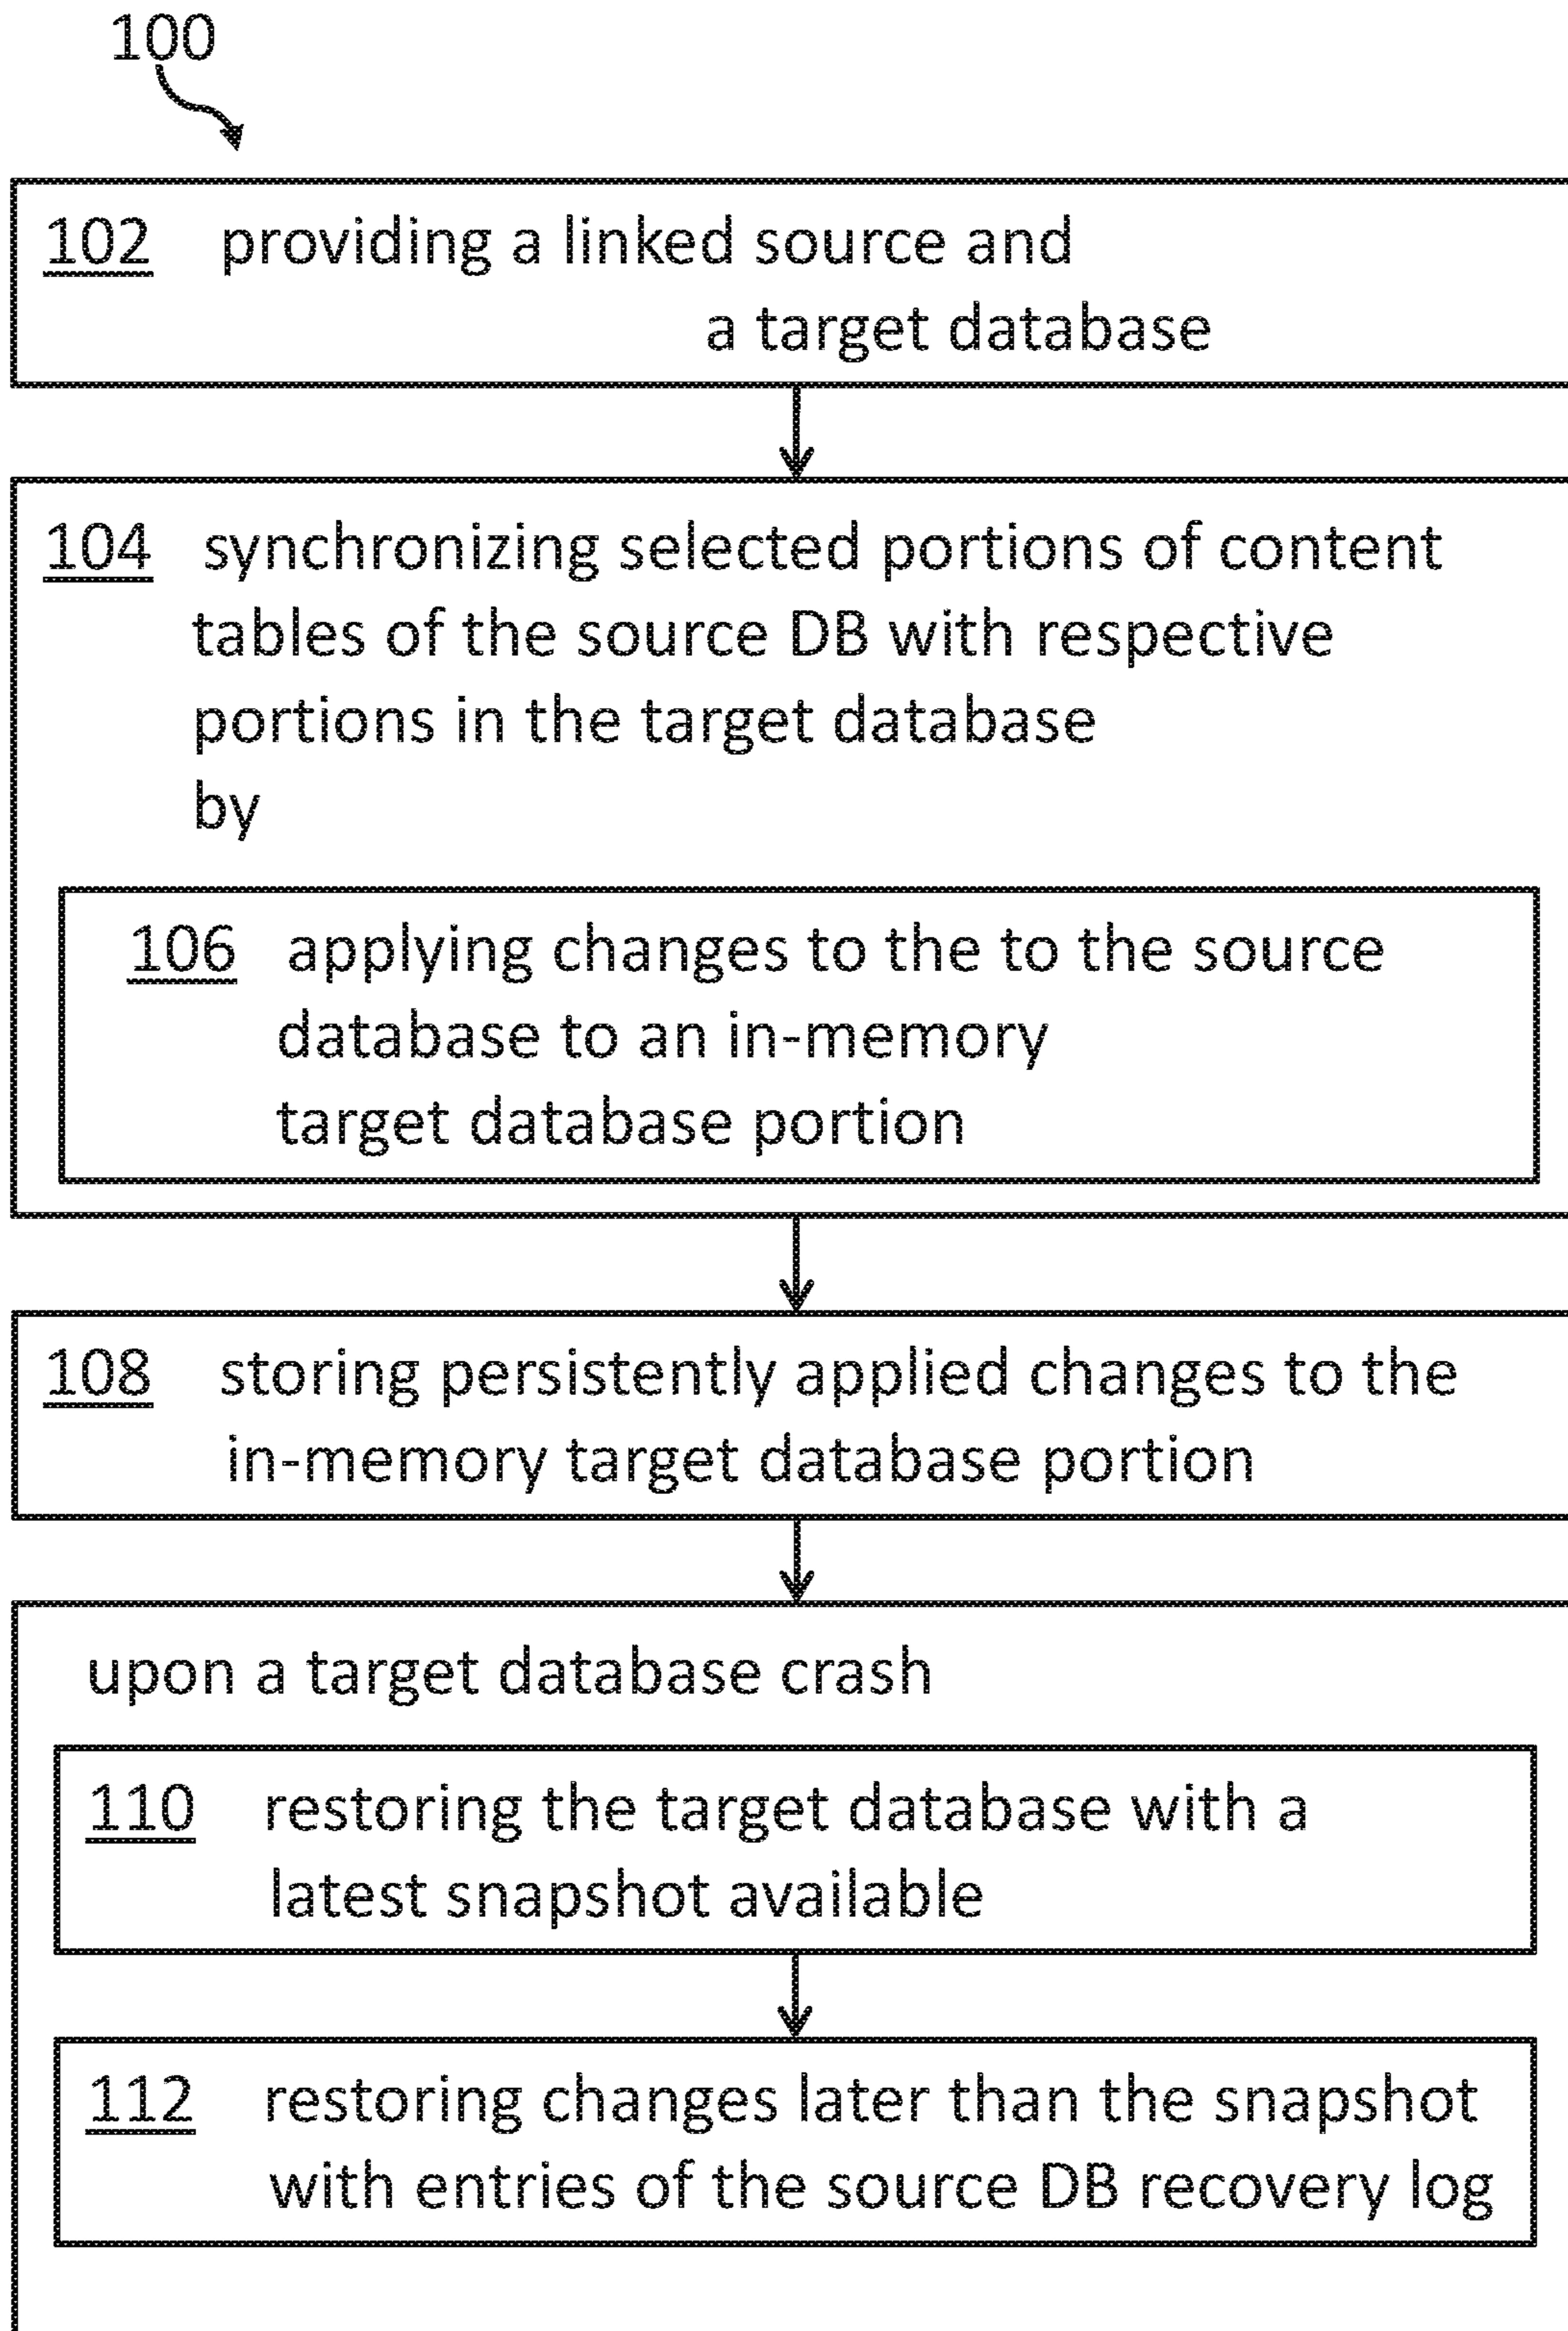 100
102 providing a linked source and
a target database
104 synchronizing selected portions of content
tables of the source DB with respective
portions in the target database
by
106 applying changes to the to the source
database to an in-memory
target database portion
108 storing persistently applied changes to the
in-memory target database portion
upon a target database crash
110 restoring the target database with a
latest snapshot available
112 restoring changes later than the snapshot
with entries of the source DB recovery log